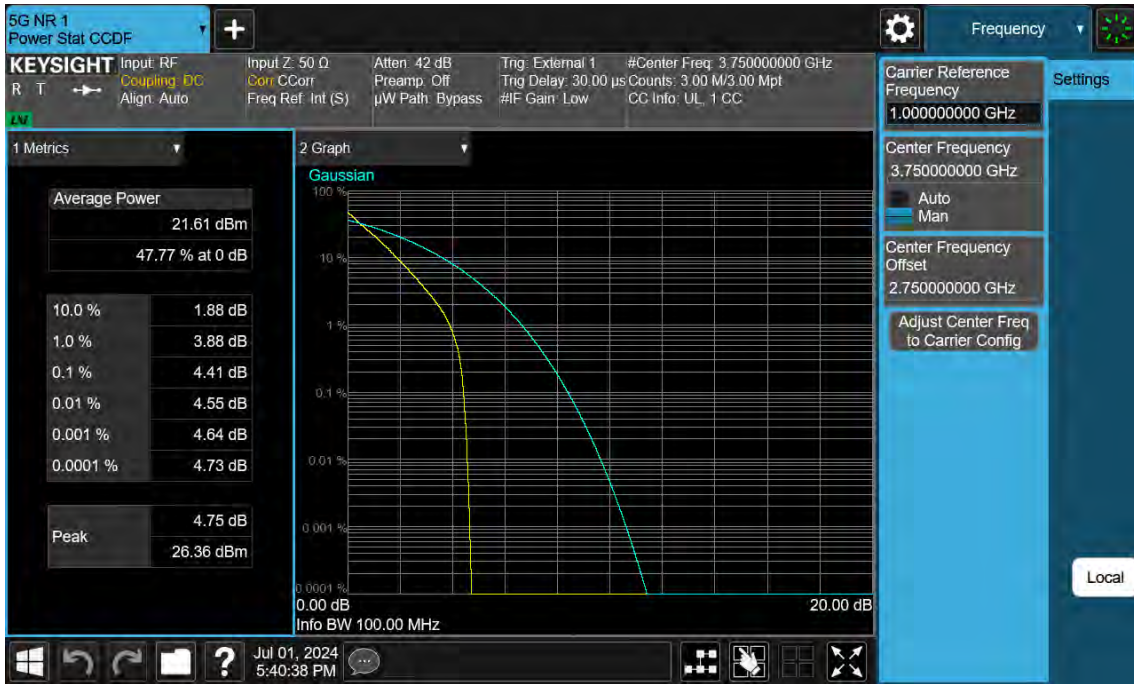 5G NR 1
Power Stat CCDF
Frequency
KEYSIGHT
Input: RF
Input Z: 50 Ω
Atten: 42 dB
Trig: External 1
#Center Freq: 3.750000000 GHz
R T
Coupling: DC
Corr CCorr
Preamp: Off
Trig Delay: 30.00 µs
Counts: 3.00 M/3.00 Mpt
Align: Auto
Freq Ref: Int (S)
µW Path: Bypass
#IF Gain: Low
CC Info: UL, 1 CC
LNI
1 Metrics
2 Graph
Average Power
21.61 dBm
47.77 % at 0 dB
10.0 % 1.88 dB
1.0 % 3.88 dB
0.1 % 4.41 dB
0.01 % 4.55 dB
0.001 % 4.64 dB
0.0001 % 4.73 dB
Peak
4.75 dB
26.36 dBm
Gaussian
100 %
10 %
1 %
0.1 %
0.01 %
0.001 %
0.0001 %
0.00 dB
20.00 dB
Info BW 100.00 MHz
Carrier Reference
Frequency
1.000000000 GHz
Center Frequency
3.750000000 GHz
Auto
Man
Center Frequency
Offset
2.750000000 GHz
Adjust Center Freq
to Carrier Config
Settings
Local
Jul 01, 2024
5:40:38 PM